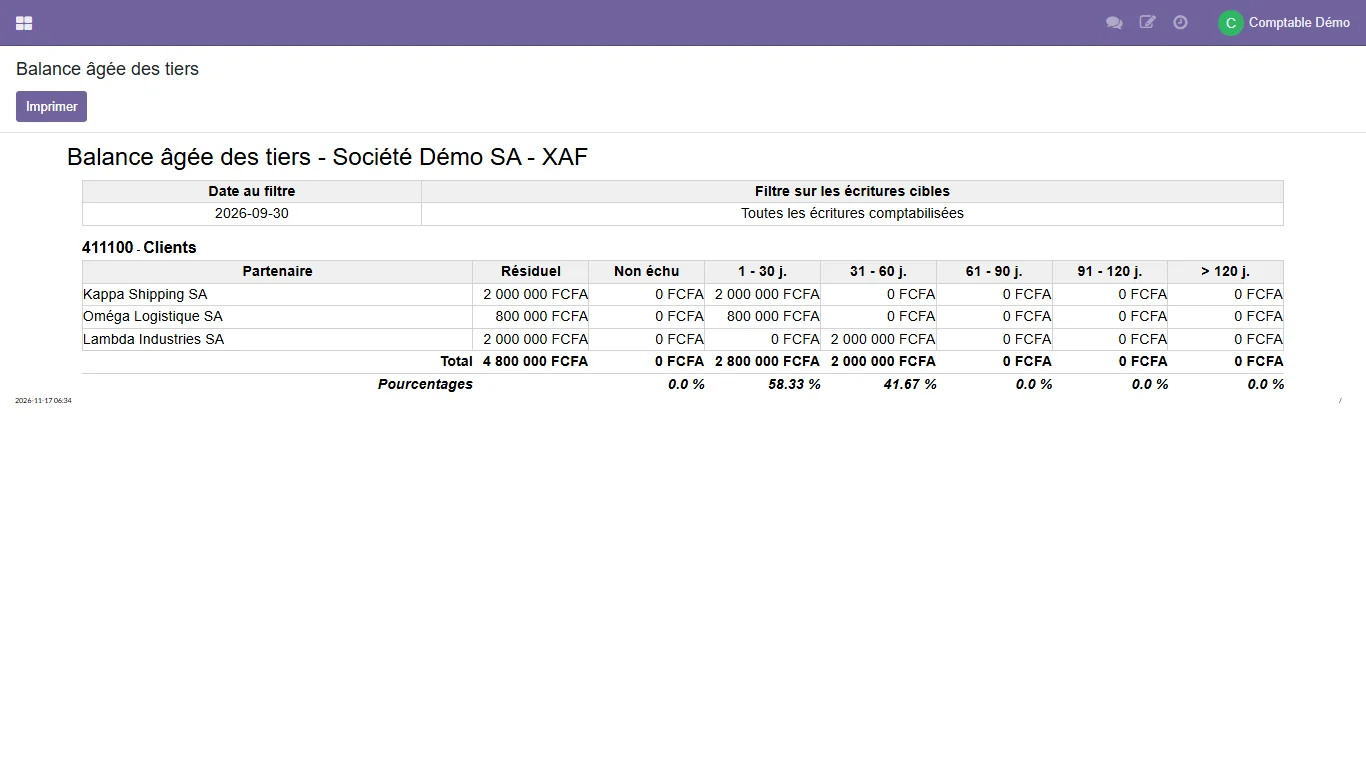 C Comptable Démo
Balance âgée des tiers
Imprimer
Balance âgée des tiers - Société Démo SA - XAF
Date au filtre Filtre sur les écritures cibles
2026-09-30 Toutes les écritures comptabilisées
411100 - Clients
Partenaire Résiduel Non échu 1 - 30 j. 31 - 60 j. 61 - 90 j. 91 - 120 j. > 120 j.
Kappa Shipping SA 2 000 000 FCFA 0 FCFA 2 000 000 FCFA 0 FCFA 0 FCFA 0 FCFA 0 FCFA
Oméga Logistique SA 800 000 FCFA 0 FCFA 800 000 FCFA 0 FCFA 0 FCFA 0 FCFA 0 FCFA
Lambda Industries SA 2 000 000 FCFA 0 FCFA 0 FCFA 2 000 000 FCFA 0 FCFA 0 FCFA 0 FCFA
Total 4 800 000 FCFA 0 FCFA 2 800 000 FCFA 2 000 000 FCFA 0 FCFA 0 FCFA 0 FCFA
Pourcentages 0.0 % 58.33 % 41.67 % 0.0 % 0.0 % 0.0 %
2026-11-17 06:34 /